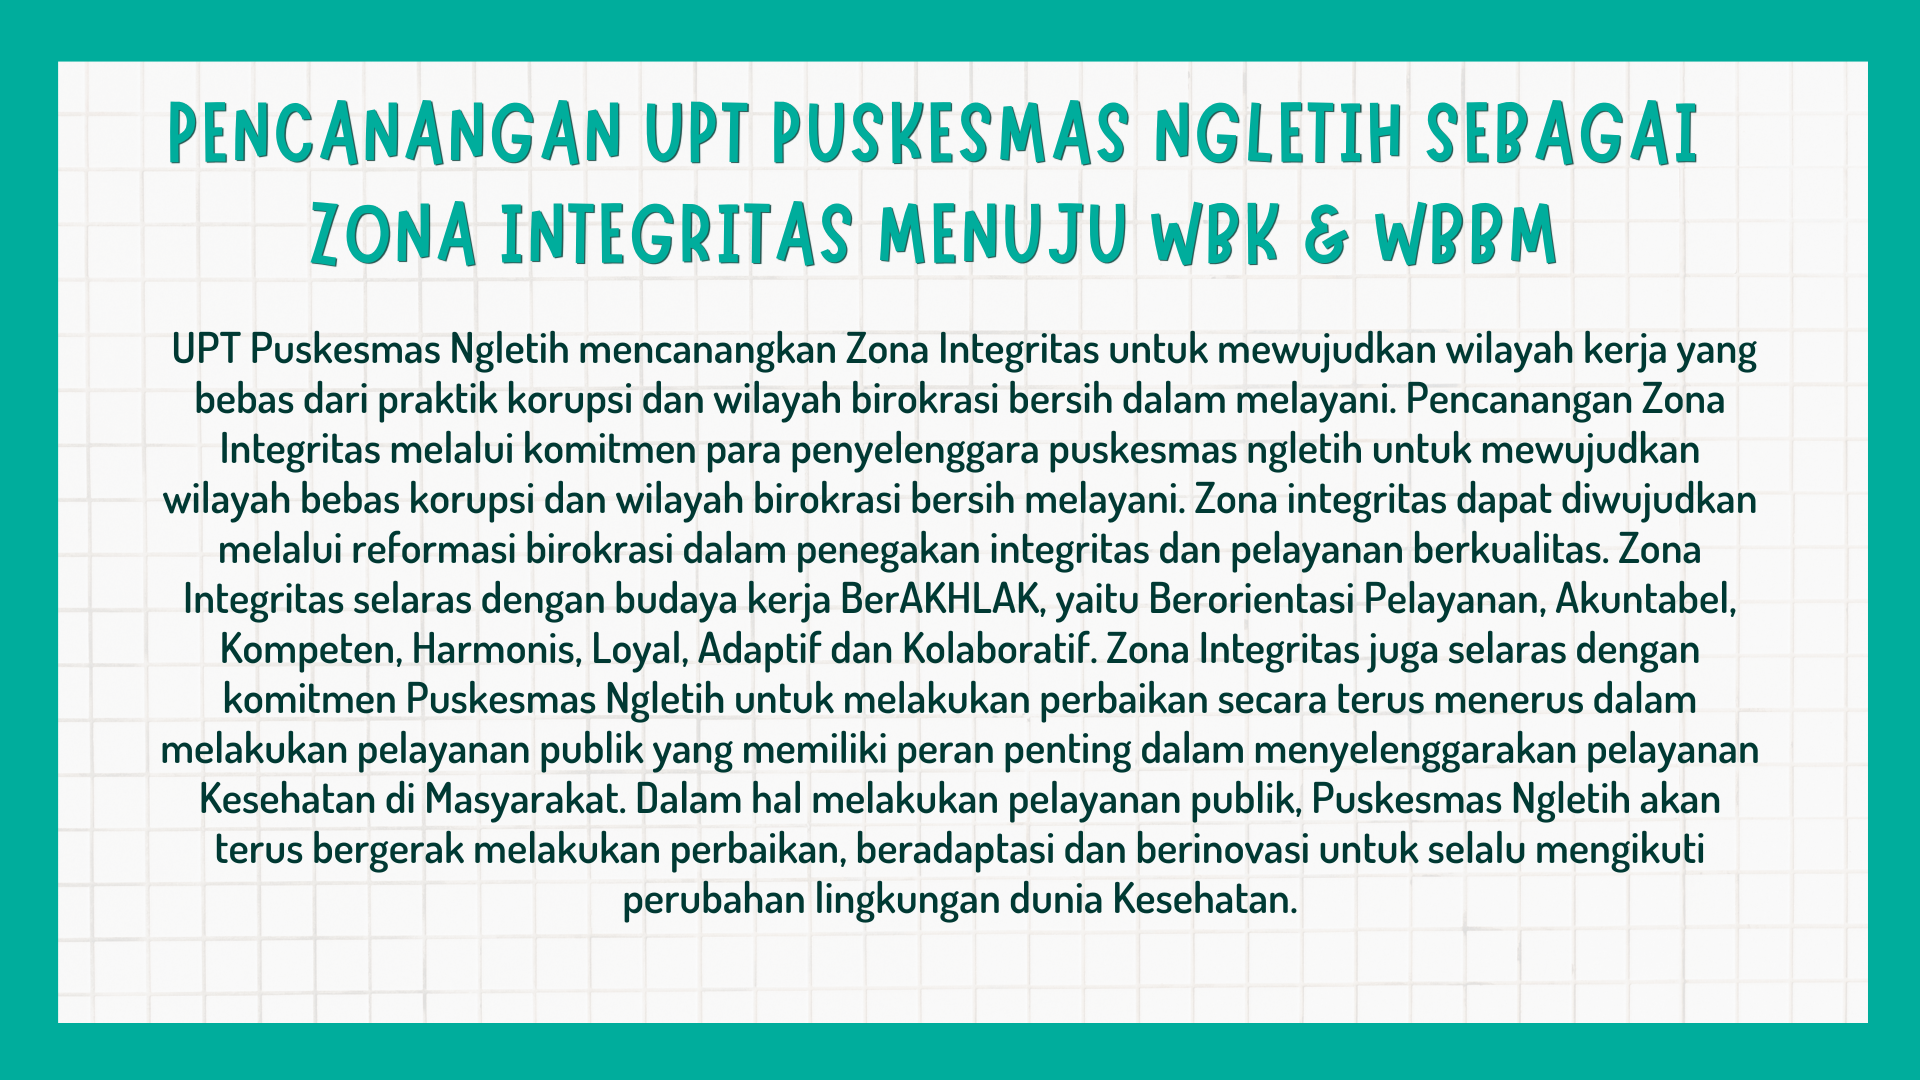 PENCANANGAN UPT PUSKESMAS NGLETIH SEBAGAI
ZONA INTEGRITAS MENUJU WBK & WBBM
UPT Puskesmas Ngletih mencanangkan Zona Integritas untuk mewujudkan wilayah kerja yang
bebas dari praktik korupsi dan wilayah birokrasi bersih dalam melayani. Pencanangan Zona
Integritas melalui komitmen para penyelenggara puskesmas ngletih untuk mewujudkan
wilayah bebas korupsi dan wilayah birokrasi bersih melayani. Zona integritas dapat diwujudkan
melalui reformasi birokrasi dalam penegakan integritas dan pelayanan berkualitas. Zona
Integritas selaras dengan budaya kerja BerAKHLAK, yaitu Berorientasi Pelayanan, Akuntabel,
Kompeten, Harmonis, Loyal, Adaptif dan Kolaboratif. Zona Integritas juga selaras dengan
komitmen Puskesmas Ngletih untuk melakukan perbaikan secara terus menerus dalam
melakukan pelayanan publik yang memiliki peran penting dalam menyelenggarakan pelayanan
Kesehatan di Masyarakat. Dalam hal melakukan pelayanan publik, Puskesmas Ngletih akan
terus bergerak melakukan perbaikan, beradaptasi dan berinovasi untuk selalu mengikuti
perubahan lingkungan dunia Kesehatan.